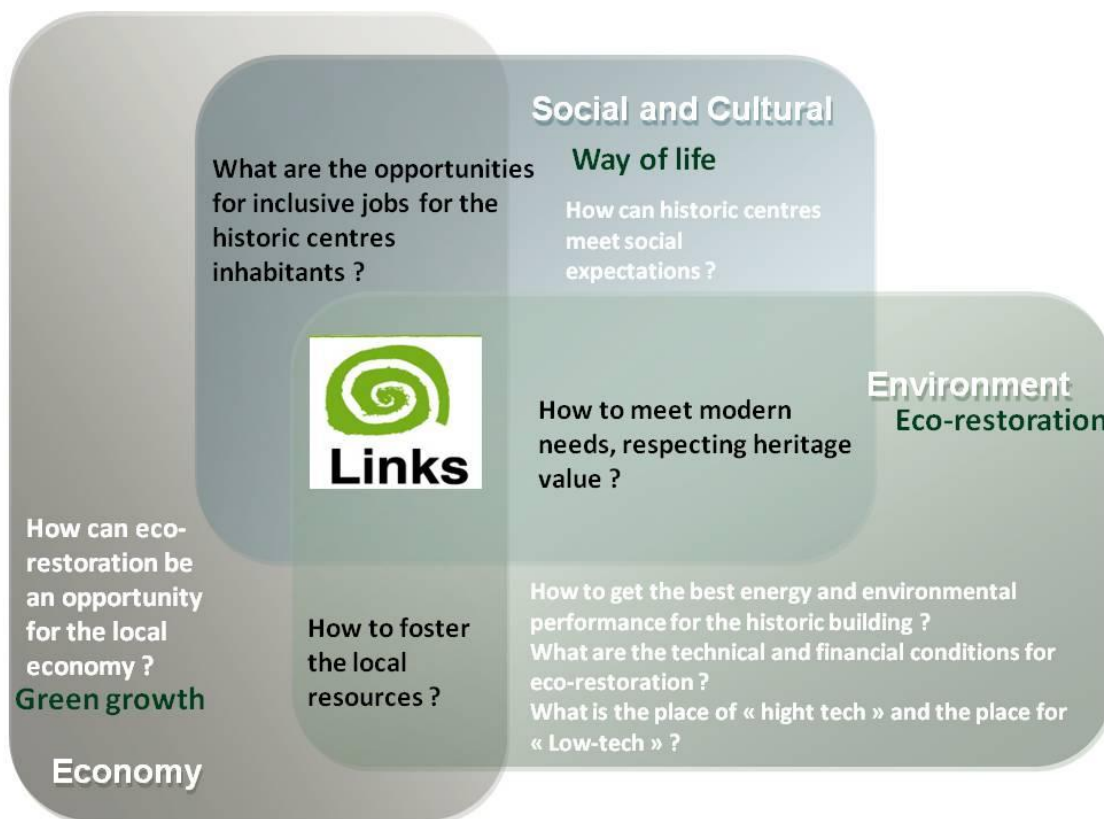 Social and Cultural
Way of life
What are the opportunities
for inclusive jobs for the
historic centres
inhabitants ?
How can historic centres
meet social
expectations ?
Links
How to meet modern
needs, respecting heritage
value ?
Environment
Eco-restoration
How can eco-
restoration be
an opportunity
for the local
economy ?
Green growth
Economy
How to foster
the local
resources ?
How to get the best energy and environmental
performance for the historic building ?
What are the technical and financial conditions for
eco-restoration ?
What is the place of « hight tech » and the place for
« Low-tech » ?